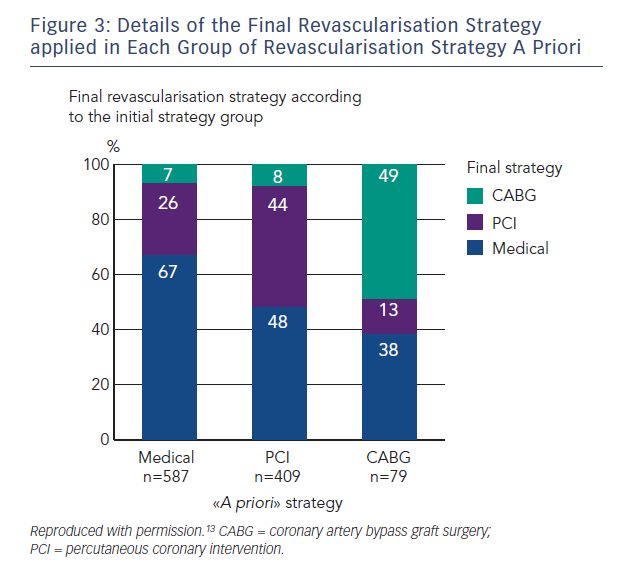 Figure 3: Details of the Final Revascularisation Strategy
applied in Each Group of Revascularisation Strategy A Priori
Final revascularisation strategy according
to the initial strategy group
%
100
80
60
40
20
0
7
26
67
8
44
48
49
13
38
Medical
n=587
PCI
n=409
CABG
n=79
«A priori» strategy
Final strategy
CABG
PCI
Medical
Reproduced with permission.¹³ CABG = coronary artery bypass graft surgery;
PCI = percutaneous coronary intervention.